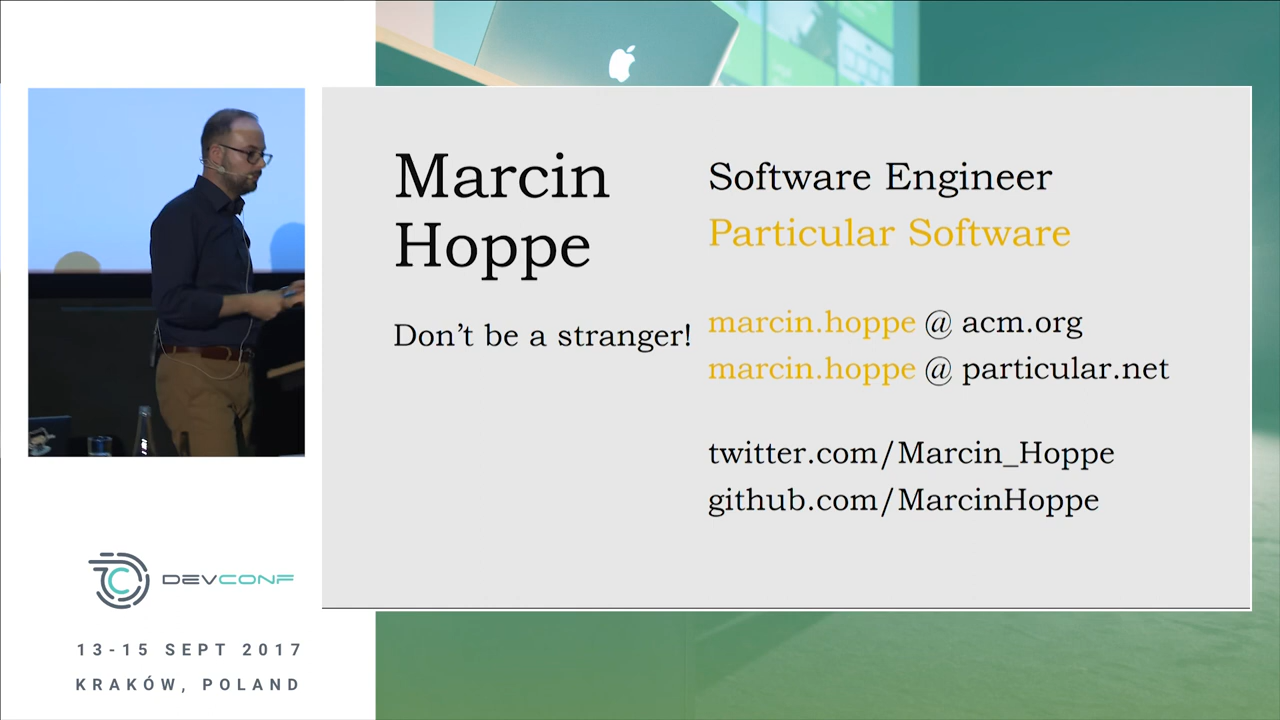 Marcin
Hoppe
Don't be a stranger!
Software Engineer
Particular Software
marcin.hoppe @ acm.org
marcin.hoppe @ particular.net
twitter.com/Marcin_Hoppe
github.com/MarcinHoppe
DEVCONF
13-15 SEPT 2017
KRAKÓW, POLAND